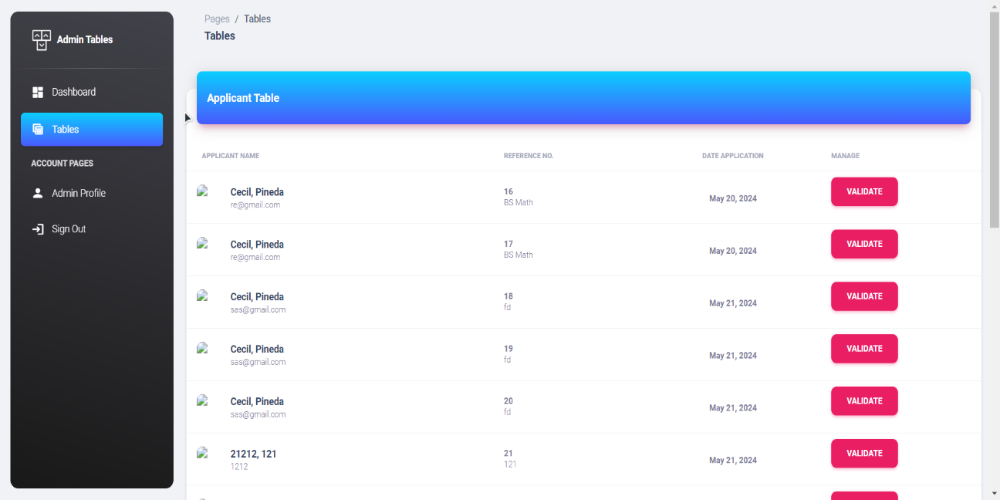 Admin Tables
Dashboard
Tables
ACCOUNT PAGES
Admin Profile
Sign Out
Pages / Tables
Tables
Applicant Table
APPLICANT NAME REFERENCE NO. DATE APPLICATION MANAGE
Cecil, Pineda 16 May 20, 2024 VALIDATE
re@gmail.com BS Math
Cecil, Pineda 17 May 20, 2024 VALIDATE
re@gmail.com BS Math
Cecil, Pineda 18 May 21, 2024 VALIDATE
sas@gmail.com fd
Cecil, Pineda 19 May 21, 2024 VALIDATE
sas@gmail.com fd
Cecil, Pineda 20 May 21, 2024 VALIDATE
sas@gmail.com fd
21212, 121 21 May 21, 2024 VALIDATE
1212 121